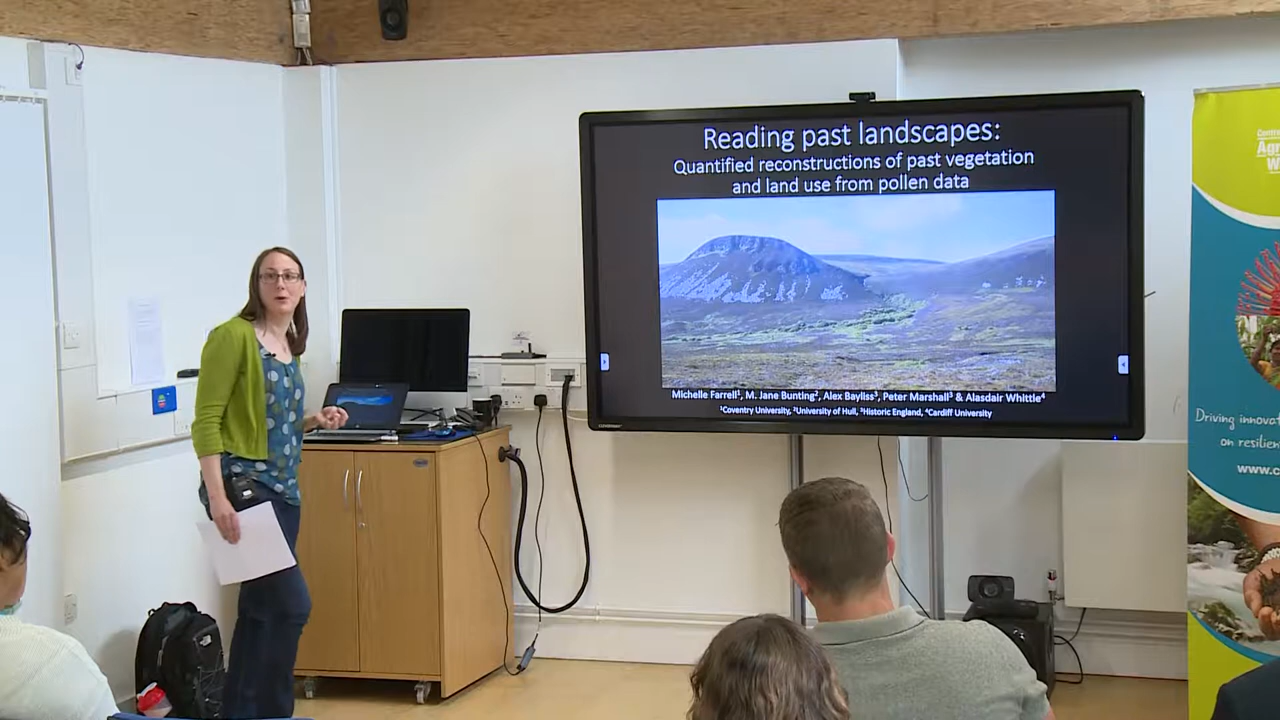 Reading past landscapes:
Quantified reconstructions of past vegetation
and land use from pollen data
Michelle Farrell¹, M. Jane Bunting², Alex Bayliss³, Peter Marshall³ & Alasdair Whittle⁴
¹Coventry University, ²University of Hull, ³Historic England, ⁴Cardiff University
Driving innovat
on resilien
www.c